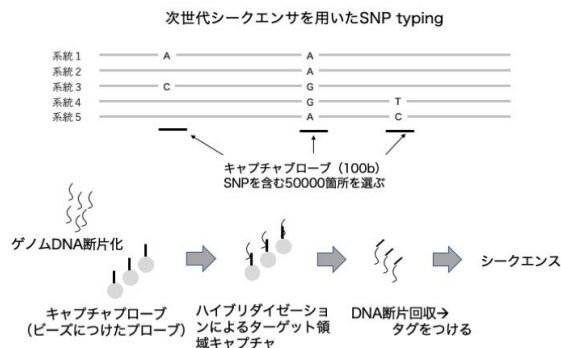 次世代シークエンサを用いたSNP typing
系統 1 A A
系統 2 A
系統 3 C G
系統 4 G T
系統 5 A C
キャプチャプローブ（100b）
SNPを含む50000箇所を選ぶ
ゲノムDNA断片化
シークエンス
キャプチャプローブ
（ビーズにつけたプローブ）
ハイブリダイゼーショ
ンによるターゲット領
域キャプチャ
DNA断片回収→
タグをつける